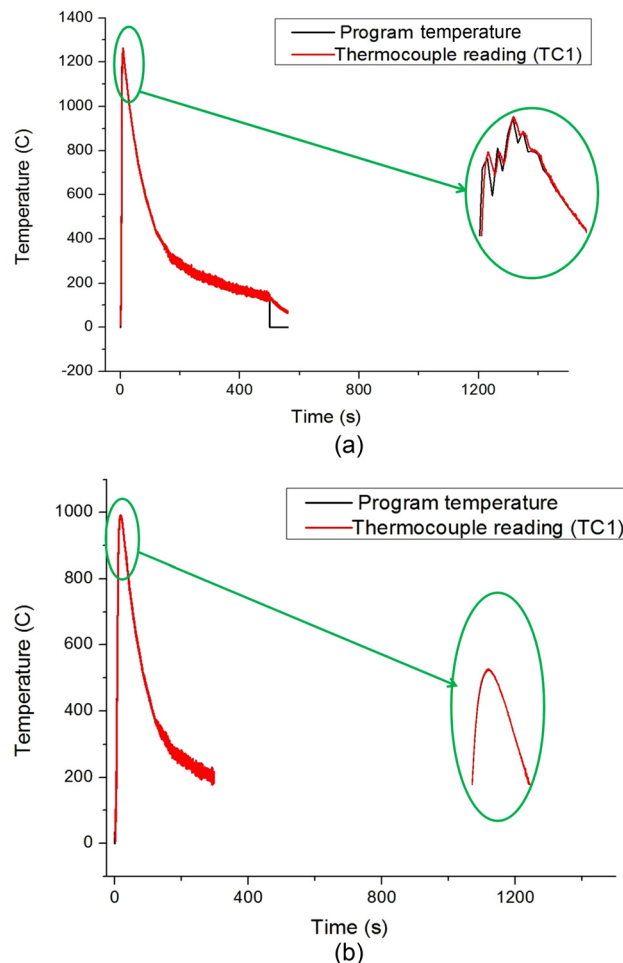 Program temperature
Thermocouple reading (TC1)
1400
1200
1000
800
600
400
200
0
-200
Temperature (C)
0 400 800 1200
Time (s)
(a)
Program temperature
Thermocouple reading (TC1)
1000
800
600
400
200
0
Temperature (C)
0 400 800 1200
Time (s)
(b)